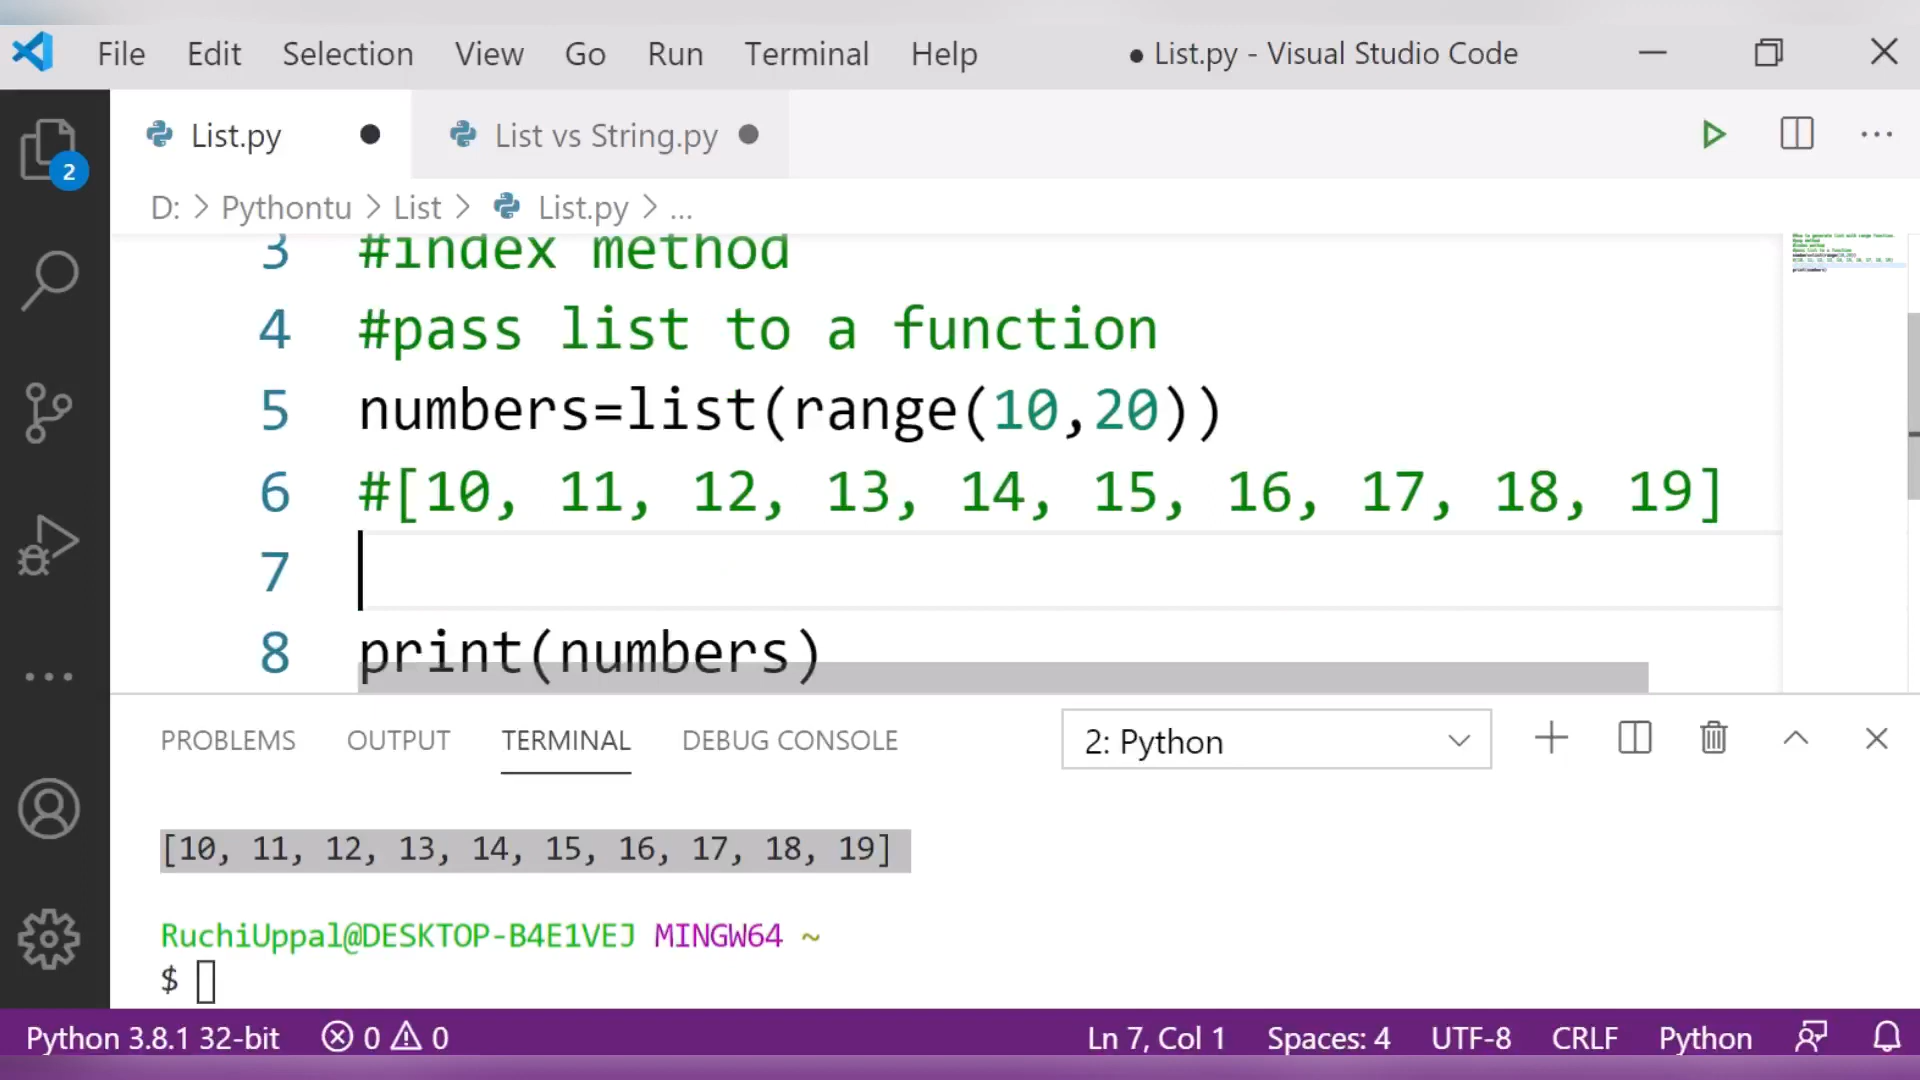 File Edit Selection View Go Run Terminal Help ● List.py - Visual Studio Code
List.py ● List vs String.py ●
2
D: > Pythontu > List > List.py > ...
3 #index method
4 #pass list to a function
5 numbers=list(range(10,20))
6 #[10, 11, 12, 13, 14, 15, 16, 17, 18, 19]
7
8 print(numbers)
PROBLEMS OUTPUT TERMINAL DEBUG CONSOLE 2: Python
[10, 11, 12, 13, 14, 15, 16, 17, 18, 19]
RuchiUppal@DESKTOP-B4E1VEJ MINGW64 ~
$
Python 3.8.1 32-bit 0 0 Ln 7, Col 1 Spaces: 4 UTF-8 CRLF Python